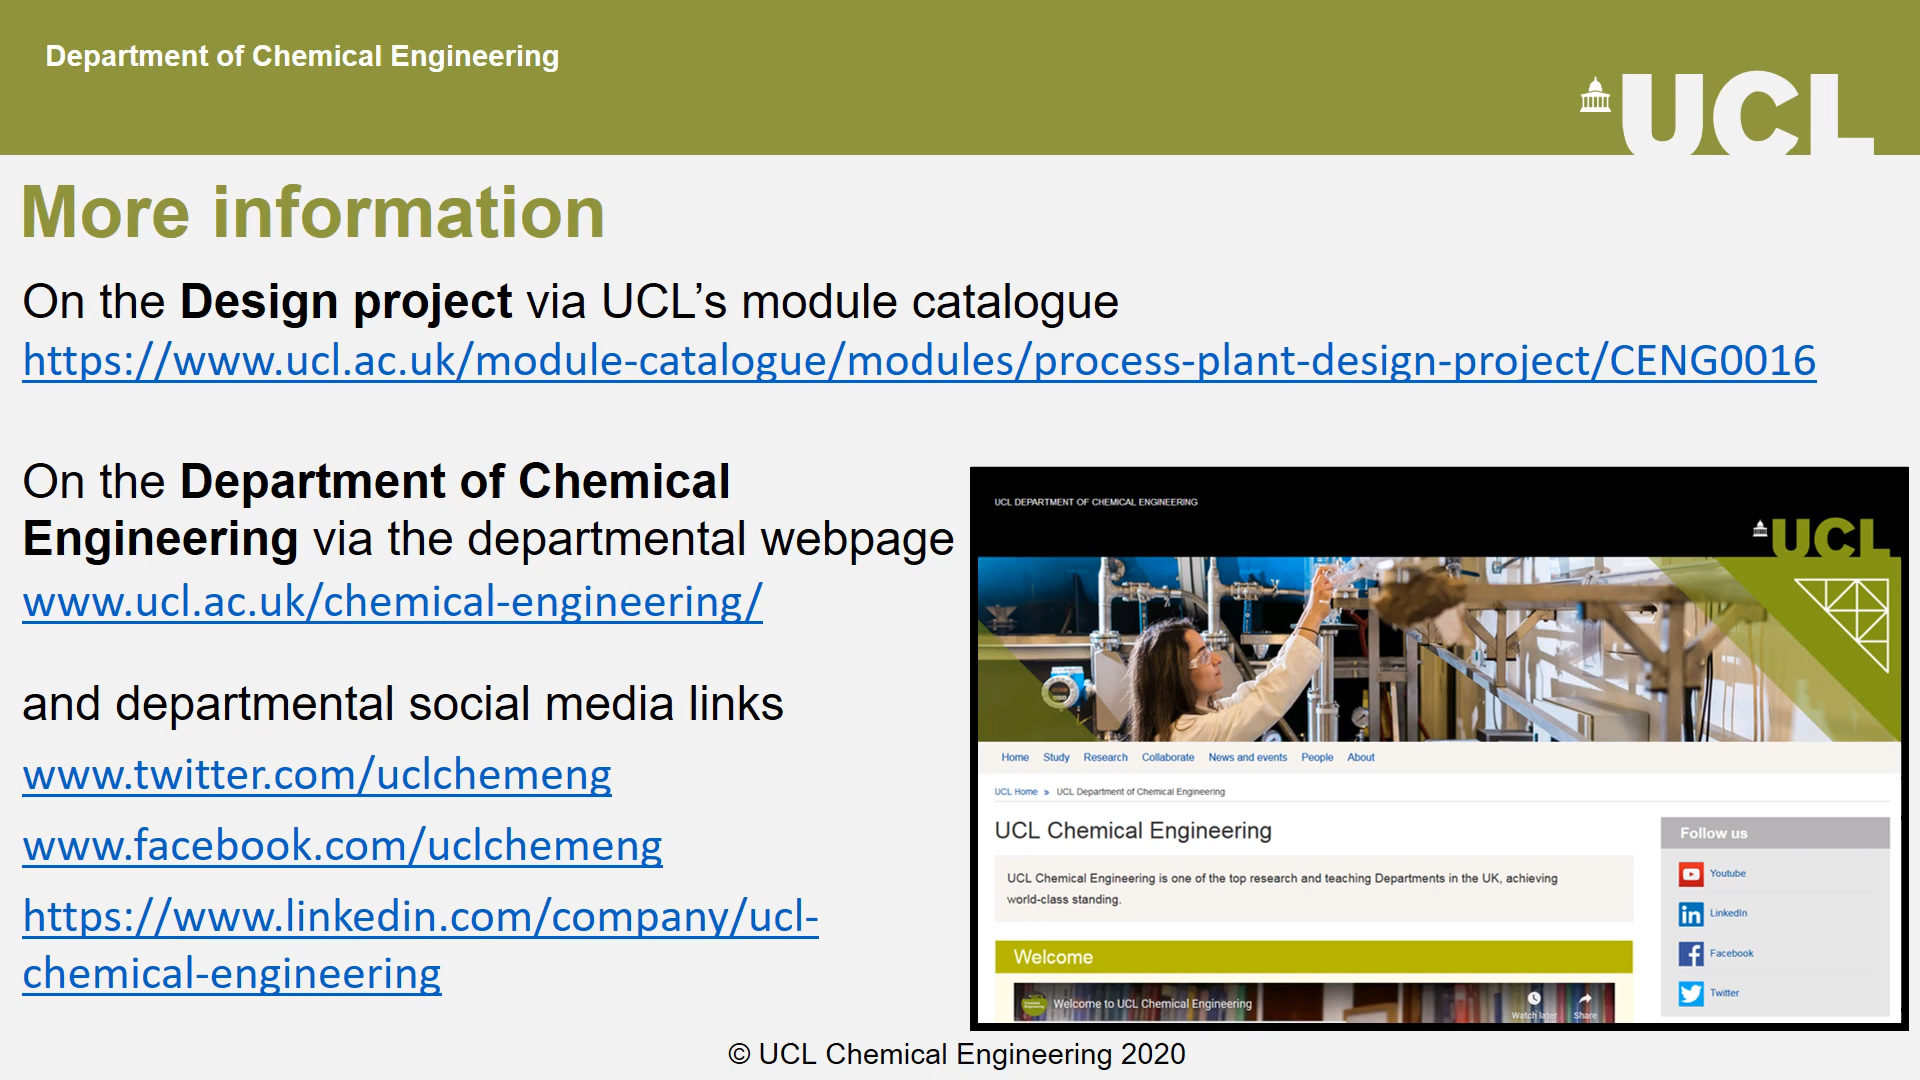 Department of Chemical Engineering
UCL
More information
On the Design project via UCL’s module catalogue
https://www.ucl.ac.uk/module-catalogue/modules/process-plant-design-project/CENG0016
On the Department of Chemical
Engineering via the departmental webpage
www.ucl.ac.uk/chemical-engineering/
and departmental social media links
www.twitter.com/uclchemeng
www.facebook.com/uclchemeng
https://www.linkedin.com/company/ucl-
chemical-engineering
UCL DEPARTMENT OF CHEMICAL ENGINEERING
UCL
Home Study Research Collaborate News and events People About
UCL Home » UCL Department of Chemical Engineering
UCL Chemical Engineering
UCL Chemical Engineering is one of the top research and teaching Departments in the UK, achieving
world-class standing.
Welcome
Welcome to UCL Chemical Engineering
Watch later Share
Follow us
Youtube
LinkedIn
Facebook
Twitter
© UCL Chemical Engineering 2020